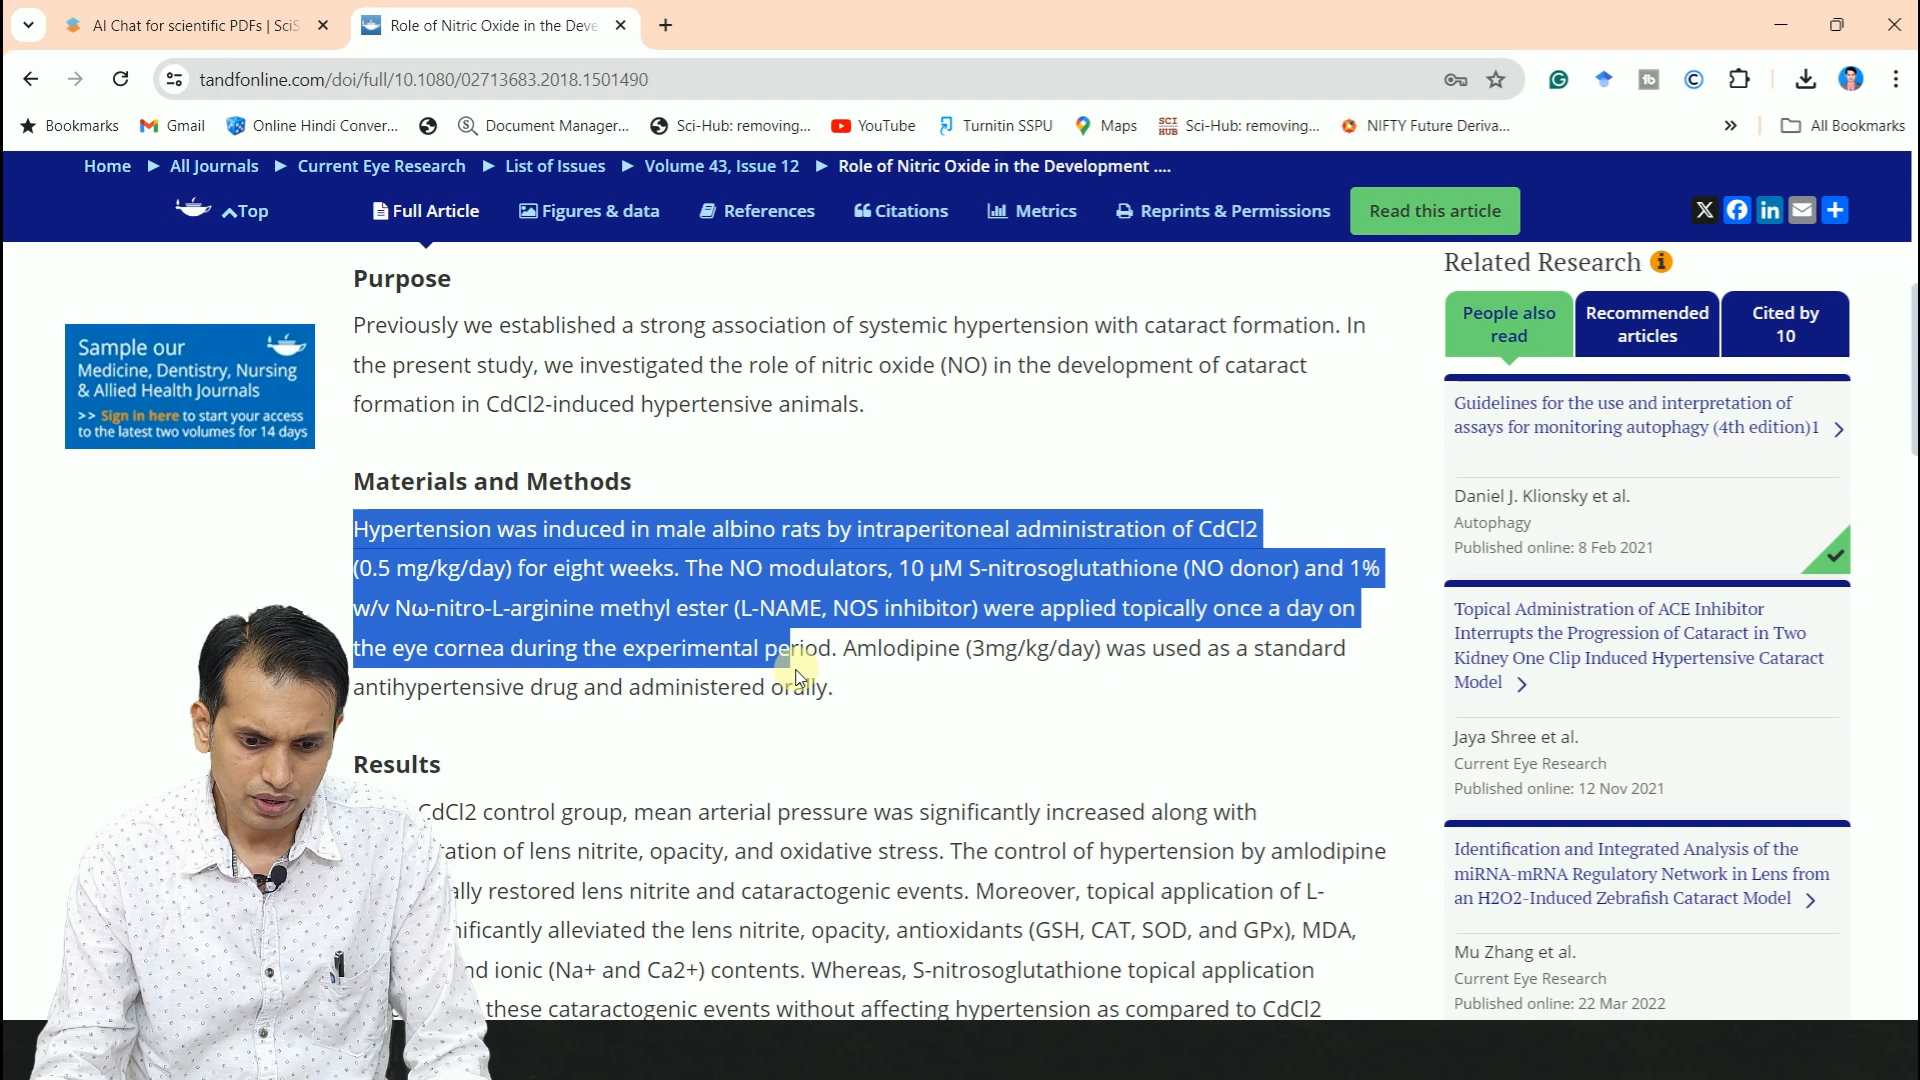 AI Chat for scientific PDFs | SciS
Role of Nitric Oxide in the Deve
tandfonline.com/doi/full/10.1080/02713683.2018.1501490
Bookmarks Gmail Online Hindi Conver... Document Manager... Sci-Hub: removing... YouTube Turnitin SSPU Maps SCI HUB Sci-Hub: removing... NIFTY Future Deriva... All Bookmarks
Home All Journals Current Eye Research List of Issues Volume 43, Issue 12 Role of Nitric Oxide in the Development ....
Top Full Article Figures & data References Citations Metrics Reprints & Permissions Read this article
Sample our
Medicine, Dentistry, Nursing
& Allied Health Journals
>> Sign in here to start your access
to the latest two volumes for 14 days
Purpose
Previously we established a strong association of systemic hypertension with cataract formation. In
the present study, we investigated the role of nitric oxide (NO) in the development of cataract
formation in CdCl2-induced hypertensive animals.
Materials and Methods
Hypertension was induced in male albino rats by intraperitoneal administration of CdCl2
(0.5 mg/kg/day) for eight weeks. The NO modulators, 10 μM S-nitrosoglutathione (NO donor) and 1%
w/v Nω-nitro-L-arginine methyl ester (L-NAME, NOS inhibitor) were applied topically once a day on
the eye cornea during the experimental period. Amlodipine (3mg/kg/day) was used as a standard
antihypertensive drug and administered orally.
Results
CdCl2 control group, mean arterial pressure was significantly increased along with
of lens nitrite, opacity, and oxidative stress. The control of hypertension by amlodipine
restored lens nitrite and cataractogenic events. Moreover, topical application of L-
alleviated the lens nitrite, opacity, antioxidants (GSH, CAT, SOD, and GPx), MDA,
ionic (Na+ and Ca2+) contents. Whereas, S-nitrosoglutathione topical application
these cataractogenic events without affecting hypertension as compared to CdCl2
Related Research
People also
read
Recommended
articles
Cited by
10
Guidelines for the use and interpretation of
assays for monitoring autophagy (4th edition)1
Daniel J. Klionsky et al.
Autophagy
Published online: 8 Feb 2021
Topical Administration of ACE Inhibitor
Interrupts the Progression of Cataract in Two
Kidney One Clip Induced Hypertensive Cataract
Model
Jaya Shree et al.
Current Eye Research
Published online: 12 Nov 2021
Identification and Integrated Analysis of the
miRNA-mRNA Regulatory Network in Lens from
an H2O2-Induced Zebrafish Cataract Model
Mu Zhang et al.
Current Eye Research
Published online: 22 Mar 2022